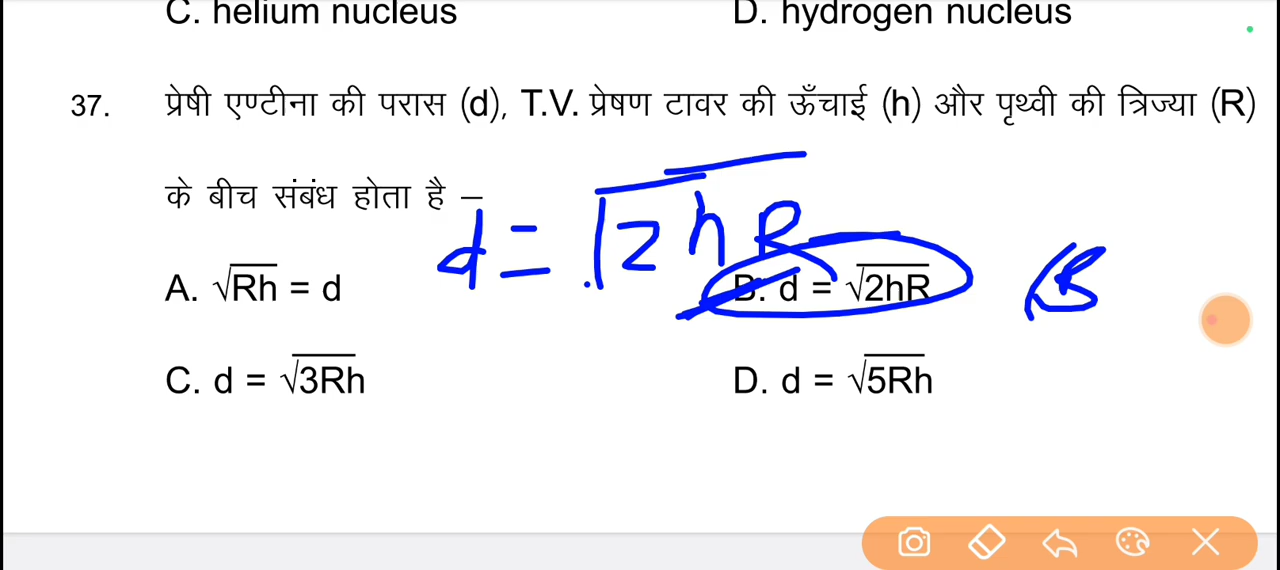 C. helium nucleus D. hydrogen nucleus
37. प्रेषी एण्टीना की परास (d), T.V. प्रेषण टावर की ऊँचाई (h) और पृथ्वी की त्रिज्या (R)
के बीच संबंध होता है –
d = √2hR
A. √Rh = d B. d = √2hR (B
C. d = √3Rh D. d = √5Rh